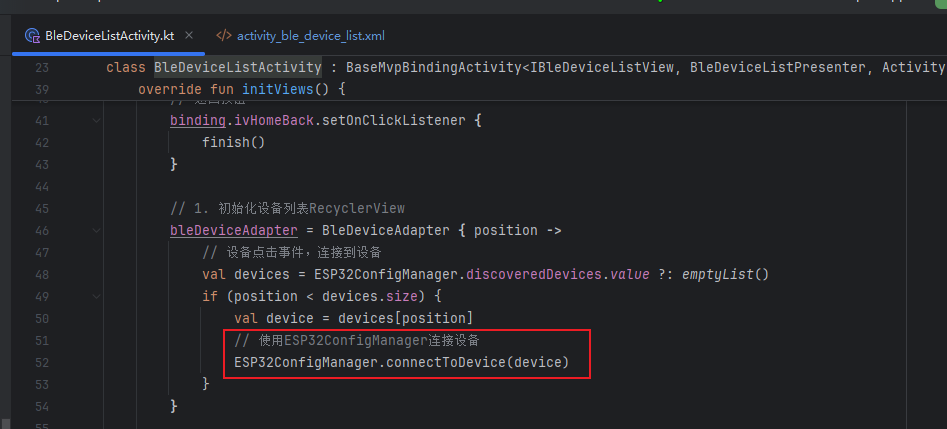 BleDeviceListActivity.kt
activity_ble_device_list.xml
23 class BleDeviceListActivity : BaseMvpBindingActivity<IBleDeviceListView, BleDeviceListPresenter, Activity
39 override fun initViews() {
41 binding.ivHomeBack.setOnClickListener {
42 finish()
43 }
44
45 // 1. 初始化设备列表RecyclerView
46 bleDeviceAdapter = BleDeviceAdapter { position ->
47 // 设备点击事件，连接到设备
48 val devices = ESP32ConfigManager.discoveredDevices.value ?: emptyList()
49 if (position < devices.size) {
50 val device = devices[position]
51 // 使用ESP32ConfigManager连接设备
52 ESP32ConfigManager.connectToDevice(device)
53 }
54 }